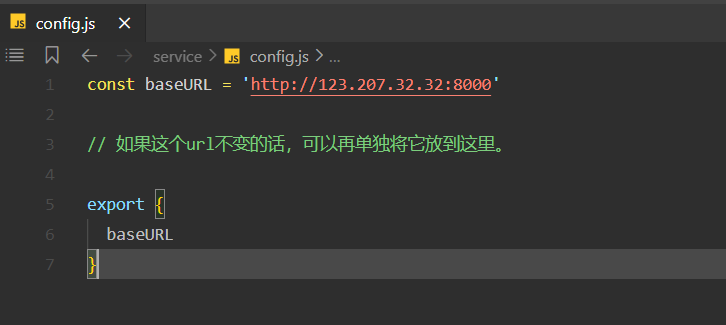 JS config.js ×
service > JS config.js > ...
1 const baseURL = 'http://123.207.32.32:8000'
2
3 // 如果这个url不变的话，可以再单独将它放到这里。
4
5 export {
6 baseURL
7 }